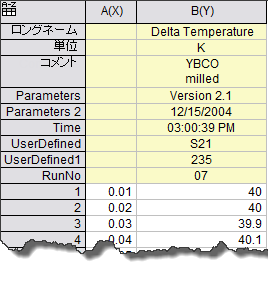 A-Z A(X) B(Y)
ロングネーム Delta Temperature
単位 K
コメント YBCO
milled
Parameters Version 2.1
Parameters 2 12/15/2004
Time 03:00:39 PM
UserDefined S21
UserDefined1 235
RunNo 07
1 0.01 40
2 0.02 40
3 0.03 39.9
4 0.04 40.1